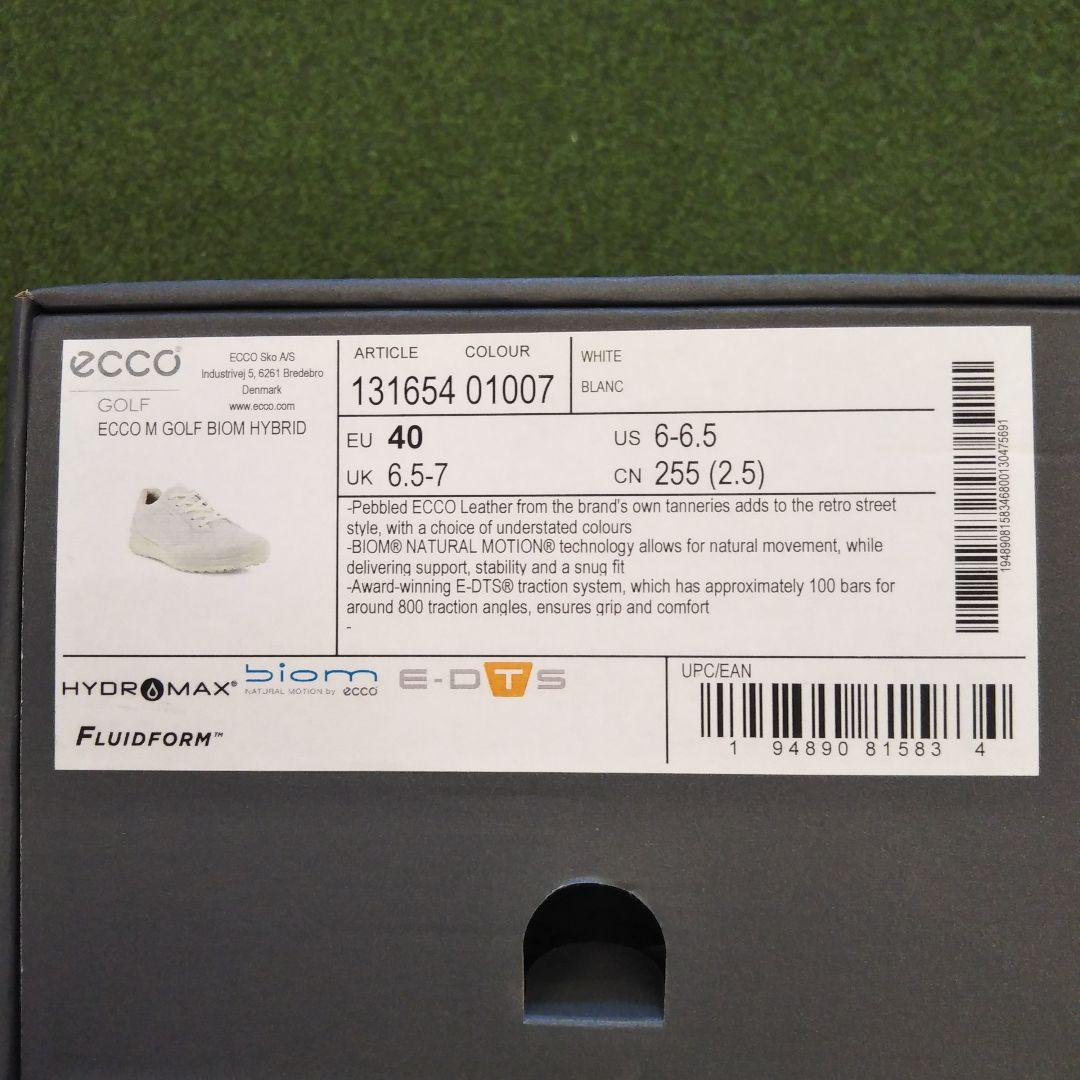 ecco®
GOLF
ECCO Sko A/S
Industrivej 5, 6261 Bredebro
Denmark
www.ecco.com
ECCO M GOLF BIOM HYBRID
ARTICLE COLOUR
131654 01007
WHITE
BLANC
EU 40 US 6-6.5
UK 6.5-7 CN 255 (2.5)
-Pebbled ECCO Leather from the brand's own tanneries adds to the retro street
style, with a choice of understated colours
-BIOM® NATURAL MOTION® technology allows for natural movement, while
delivering support, stability and a snug fit
-Award-winning E-DTS® traction system, which has approximately 100 bars for
around 800 traction angles, ensures grip and comfort
-
1948908158346800130475691
HYDROMAX®
biom
NATURAL MOTION by ecco®
E-DTS
FLUIDFORM™
UPC/EAN
1 94890 81583 4